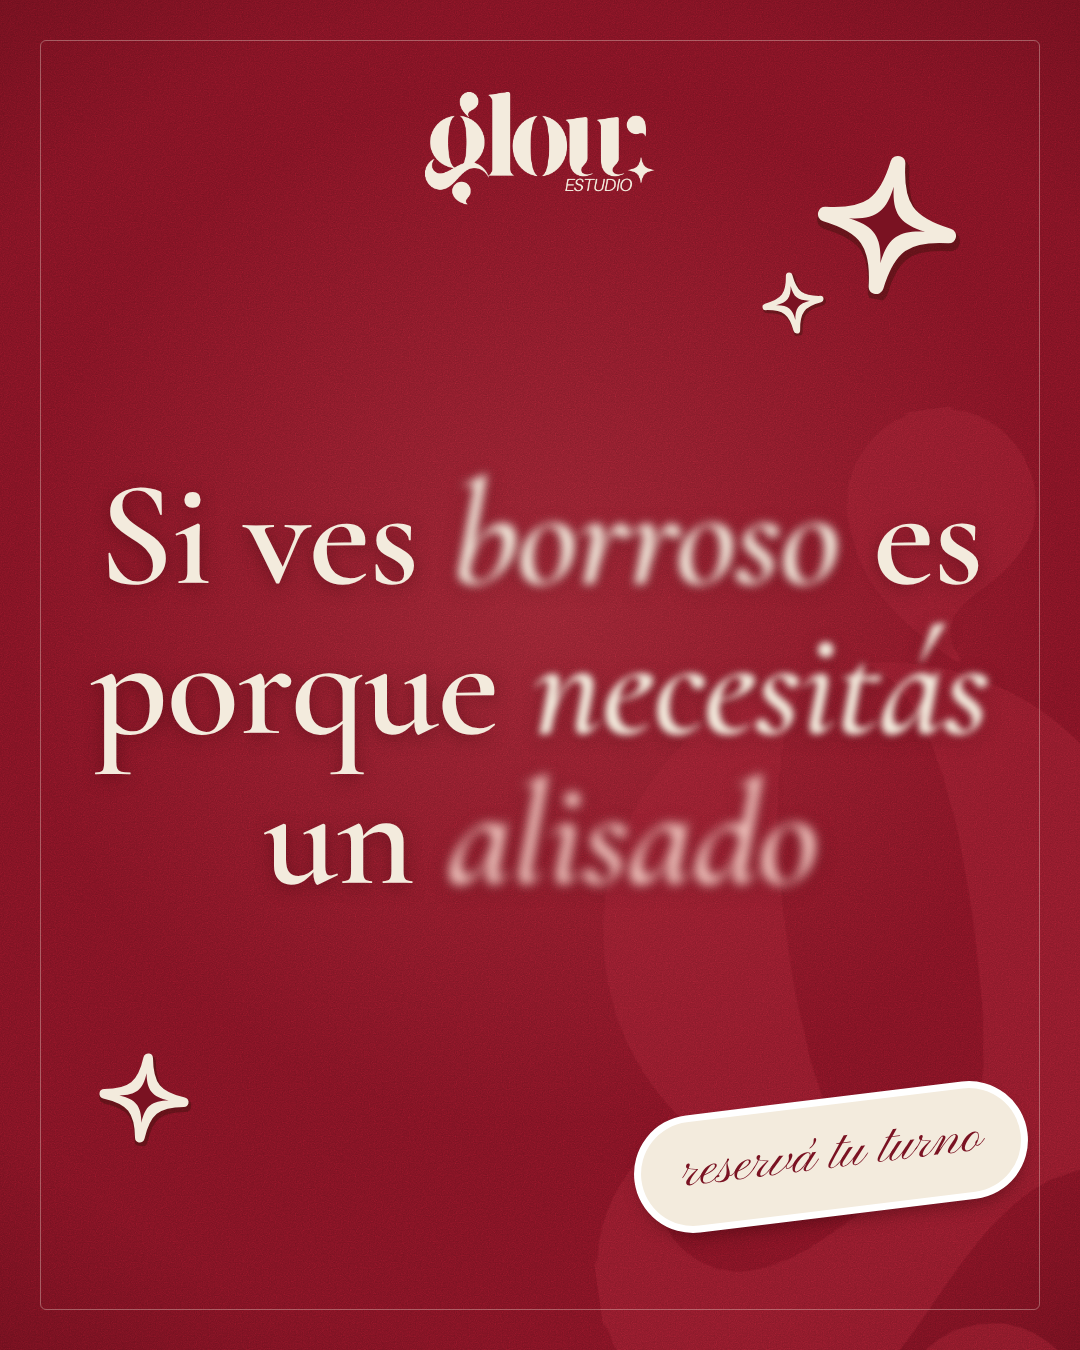 glow
ESTUDIO
Si ves borroso es
porque necesitás
un alisado
reservá tu turno